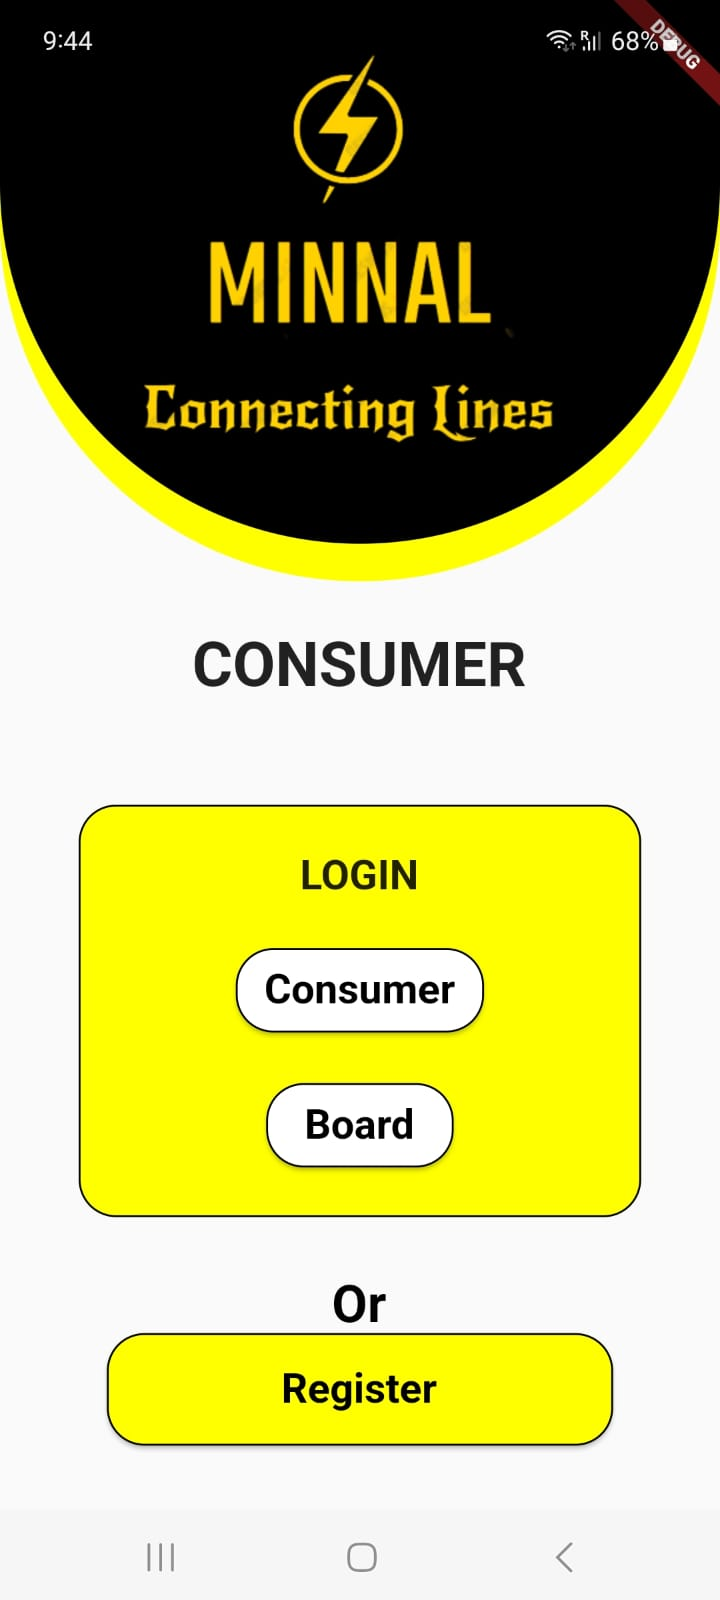 9:44
R 68%
DEBUG
MINNAL
Connecting Lines
CONSUMER
LOGIN
Consumer
Board
Or
Register